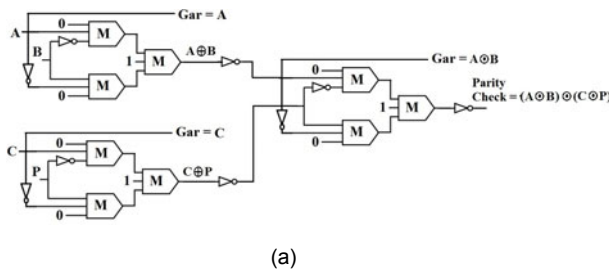 Gar = A
0
A
M
B
M
A⊕B
1
M
0
Gar = A⊙B
0
M
1
M
Parity
Check = (A⊙B) ⊙ (C⊕P)
M
0
Gar = C
0
C
M
P
1
M
C⊕P
M
0
(a)